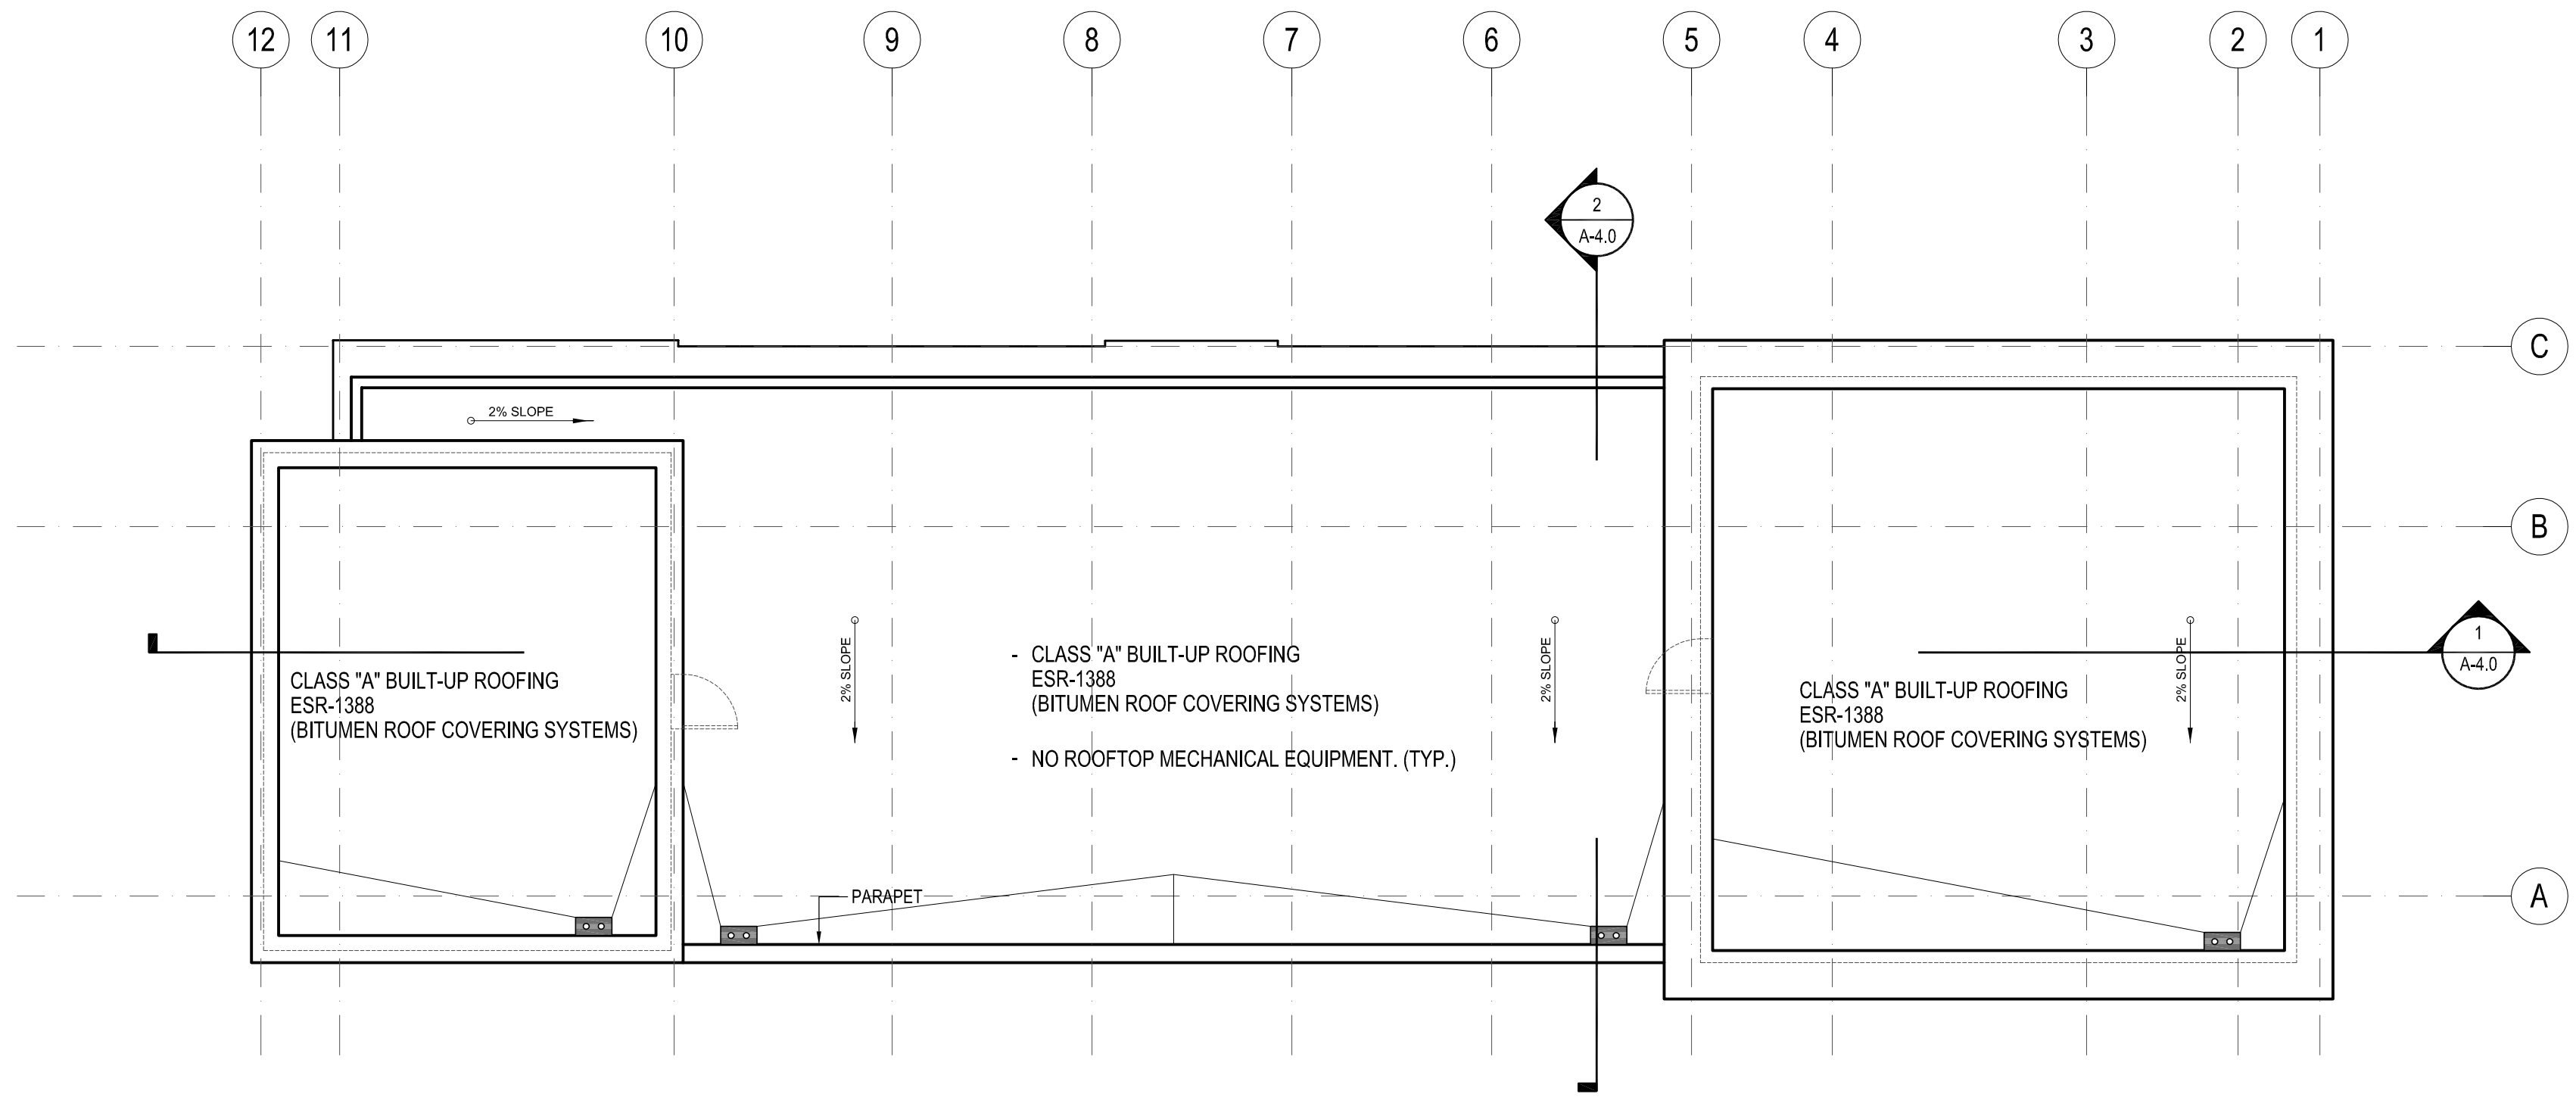 12 11 10 9 8 7 6 5 4 3 2 1
2
A-4.0
C
2% SLOPE
B
2% SLOPE
2% SLOPE
2% SLOPE
1
A-4.0
CLASS "A" BUILT-UP ROOFING
ESR-1388
(BITUMEN ROOF COVERING SYSTEMS)
- CLASS "A" BUILT-UP ROOFING
ESR-1388
(BITUMEN ROOF COVERING SYSTEMS)
- NO ROOFTOP MECHANICAL EQUIPMENT. (TYP.)
CLASS "A" BUILT-UP ROOFING
ESR-1388
(BITUMEN ROOF COVERING SYSTEMS)
PARAPET
A